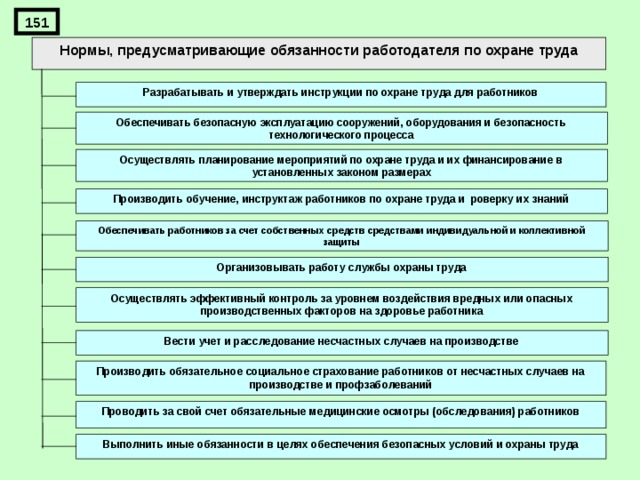 151
Нормы, предусматривающие обязанности работодателя по охране труда
Разрабатывать и утверждать инструкции по охране труда для работников
Обеспечивать безопасную эксплуатацию сооружений, оборудования и безопасность
технологического процесса
Осуществлять планирование мероприятий по охране труда и их финансирование в
установленных законом размерах
Производить обучение, инструктаж работников по охране труда и роверку их знаний
Обеспечивать работников за счет собственных средств средствами индивидуальной и коллективной
защиты
Организовывать работу службы охраны труда
Осуществлять эффективный контроль за уровнем воздействия вредных или опасных
производственных факторов на здоровье работника
Вести учет и расследование несчастных случаев на производстве
Производить обязательное социальное страхование работников от несчастных случаев на
производстве и профзаболеваний
Проводить за свой счет обязательные медицинские осмотры (обследования) работников
Выполнить иные обязанности в целях обеспечения безопасных условий и охраны труда